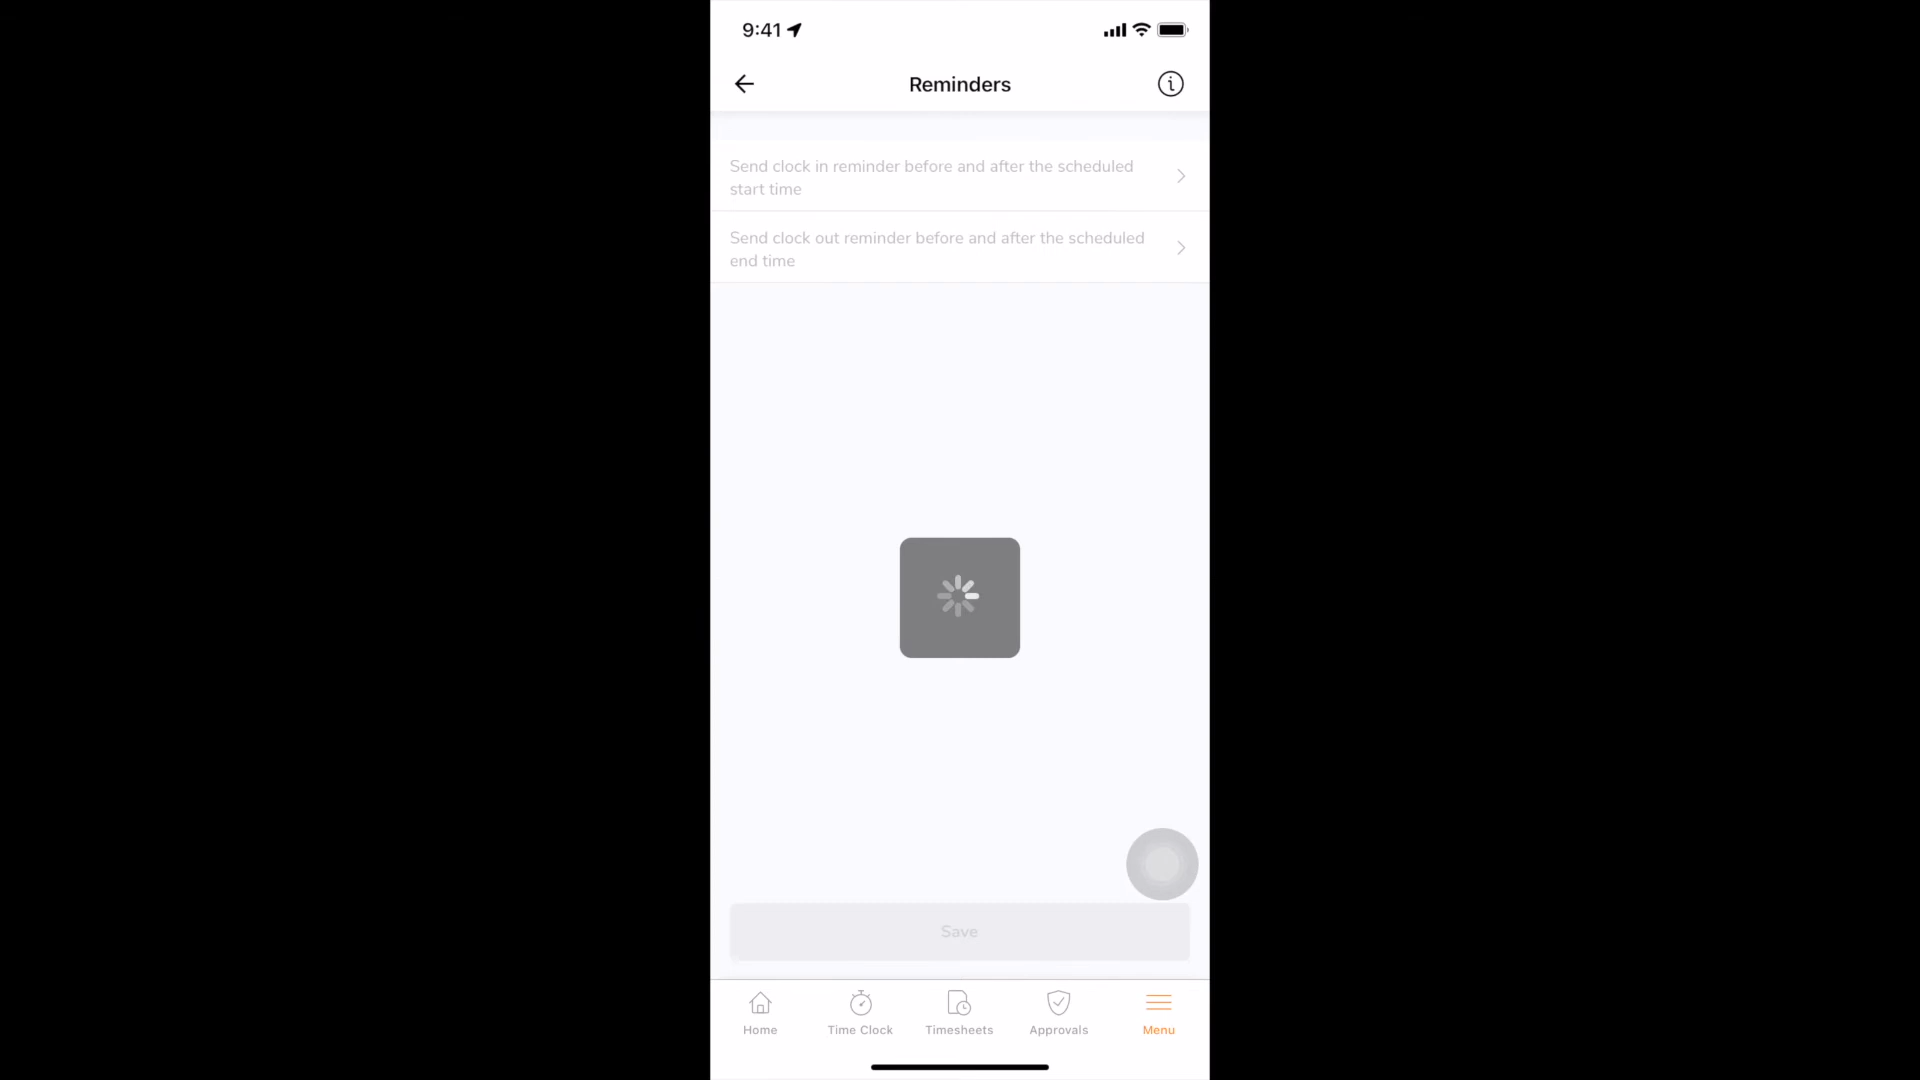 9:41
Reminders
Send clock in reminder before and after the scheduled
start time
Send clock out reminder before and after the scheduled
end time
Save
Home
Time Clock
Timesheets
Approvals
Menu